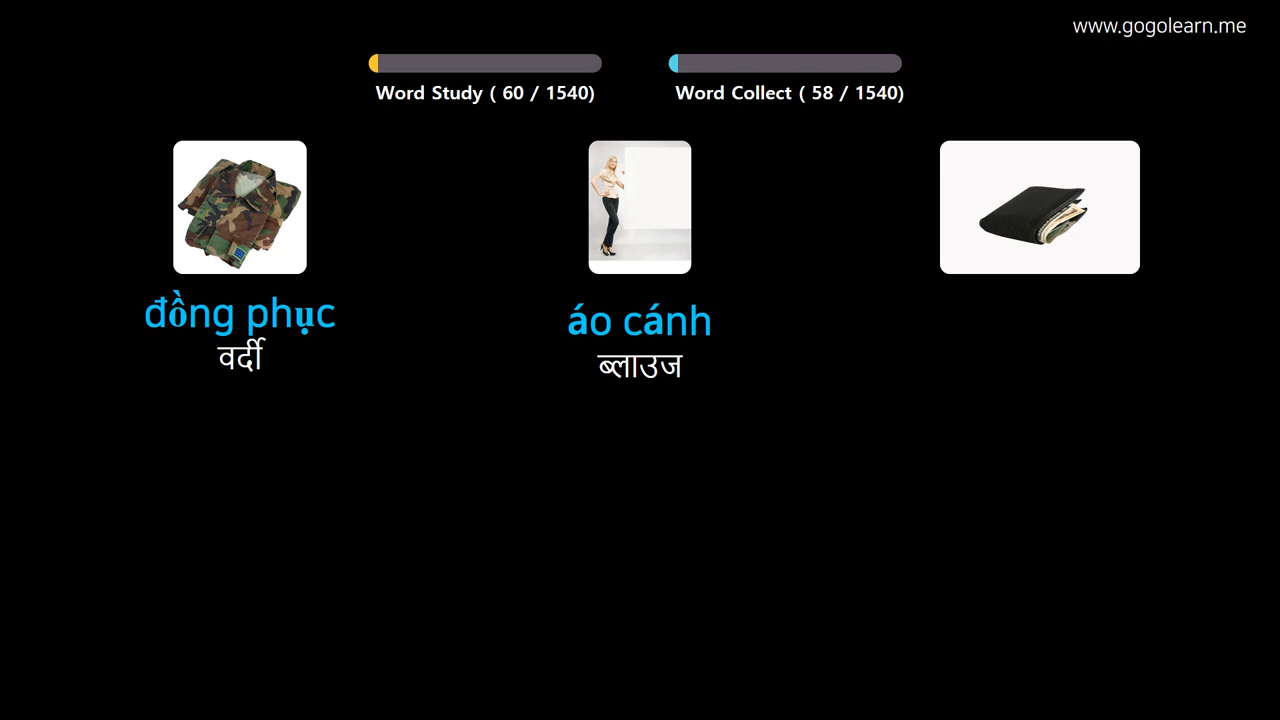 www.gogolearn.me
Word Study ( 60 / 1540)
Word Collect ( 58 / 1540)
đồng phục
वर्दी
áo cánh
ब्लाउज